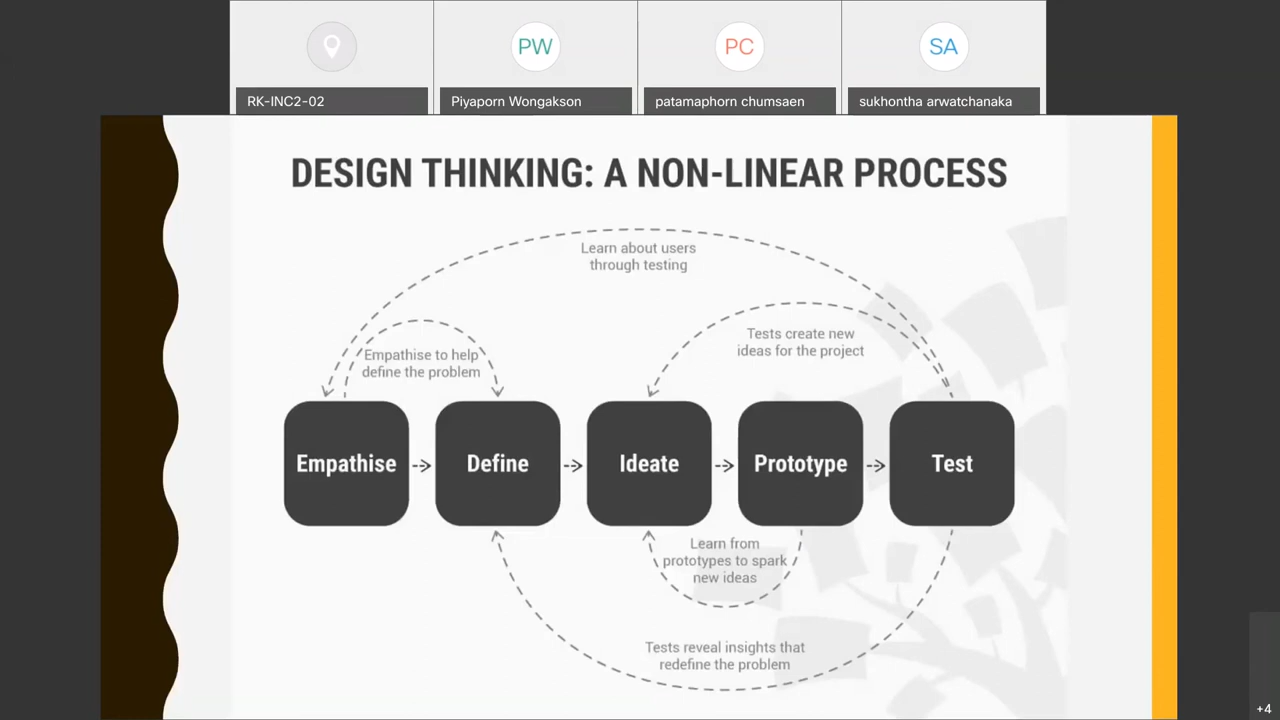 PW
PC
SA
RK-INC2-02
Piyaporn Wongakson
patamaphorn chumsaen
sukhontha arwatchanaka
DESIGN THINKING: A NON-LINEAR PROCESS
Learn about users
through testing
Tests create new
ideas for the project
Empathise to help
define the problem
Empathise
Define
Ideate
Prototype
Test
Learn from
prototypes to spark
new ideas
Tests reveal insights that
redefine the problem
+4